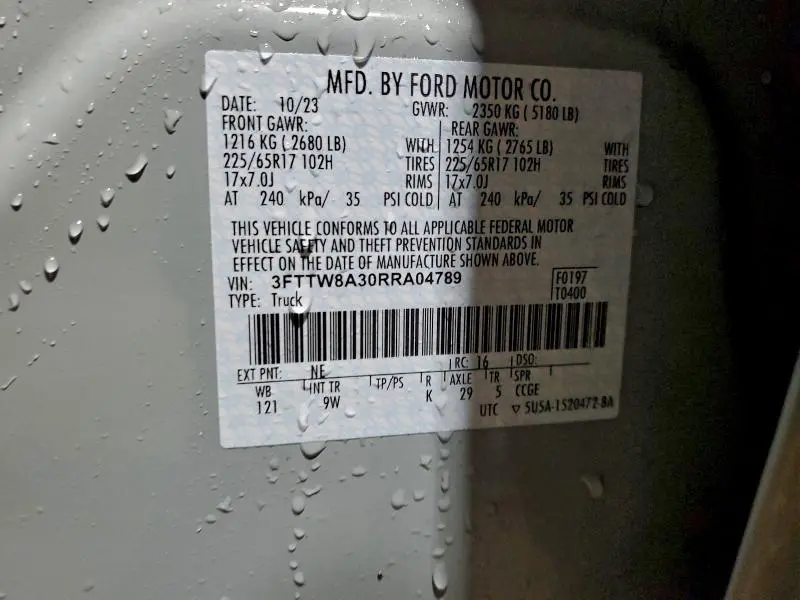 MFD. BY FORD MOTOR CO.
DATE: 10/23 GVWR: 2350 KG ( 5180 LB)
FRONT GAWR: REAR GAWR:
1216 KG ( 2680 LB) WITH 1254 KG ( 2765 LB) WITH
225/65R17 102H TIRES 225/65R17 102H TIRES
17x7.0J RIMS 17x7.0J RIMS
AT 240 kPa/ 35 PSI COLD AT 240 kPa/ 35 PSI COLD
THIS VEHICLE CONFORMS TO ALL APPLICABLE FEDERAL MOTOR
VEHICLE SAFETY AND THEFT PREVENTION STANDARDS IN
EFFECT ON THE DATE OF MANUFACTURE SHOWN ABOVE.
VIN: 3FTTW8A30RRA04789 F0197
TYPE: Truck T0400
EXT PNT: NE RC: 16 DSO:
WB INT TR TP/PS R AXLE TR SPR
121 9W K 29 5 CCGE
UTC ▽ 5U5A-1520472-BA